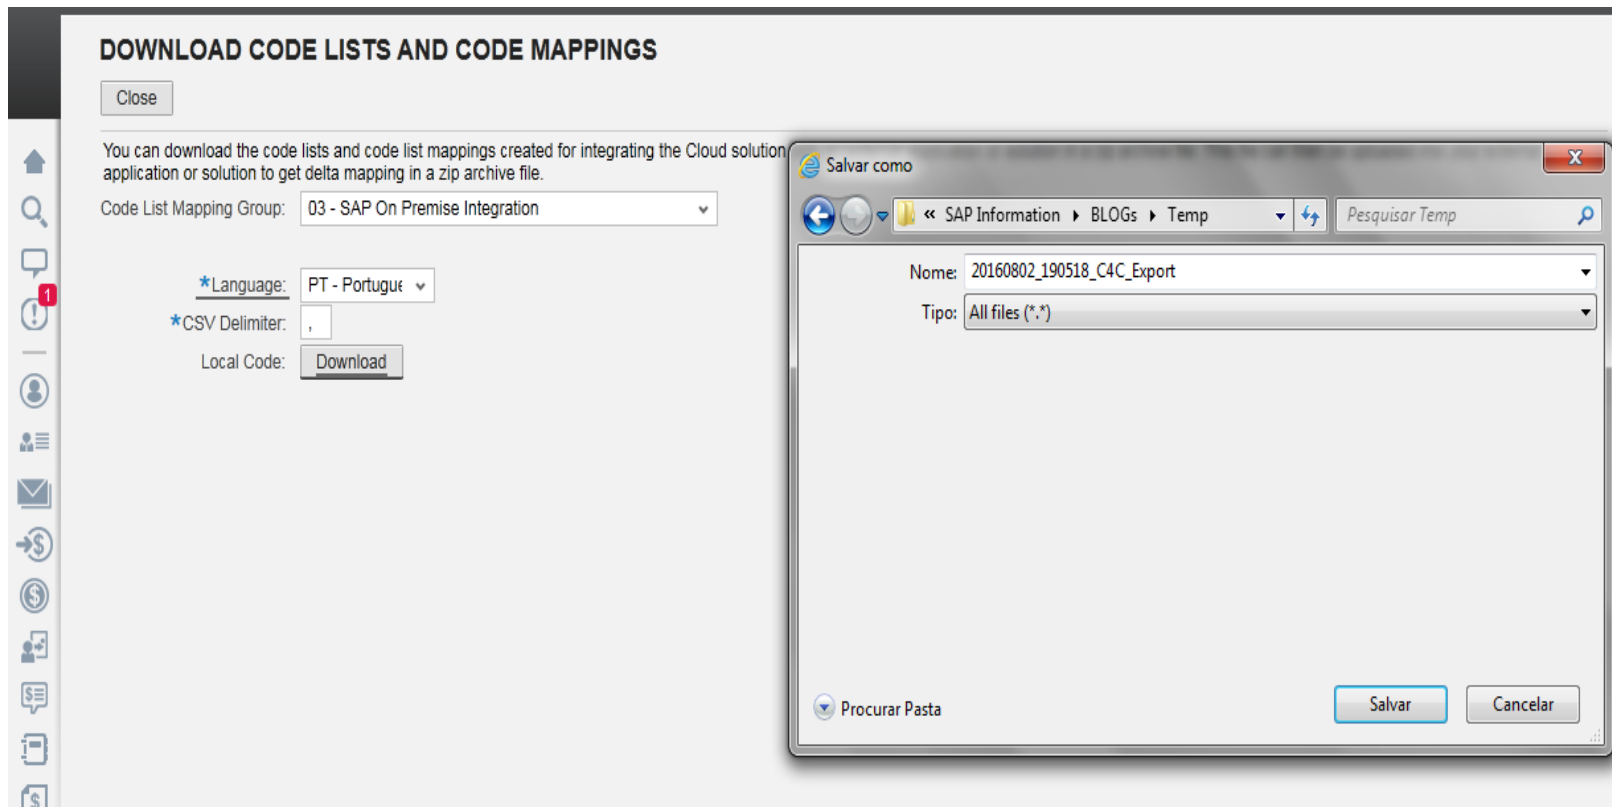 DOWNLOAD CODE LISTS AND CODE MAPPINGS
Close
You can download the code lists and code list mappings created for integrating the Cloud solution
application or solution to get delta mapping in a zip archive file.
Code List Mapping Group: 03 - SAP On Premise Integration
*Language: PT - Portugue
*CSV Delimiter: ,
Local Code: Download
1
Salvar como
x
« SAP Information BLOGs Temp
Pesquisar Temp
Nome: 20160802_190518_C4C_Export
Tipo: All files (*.*)
Procurar Pasta
Salvar
Cancelar